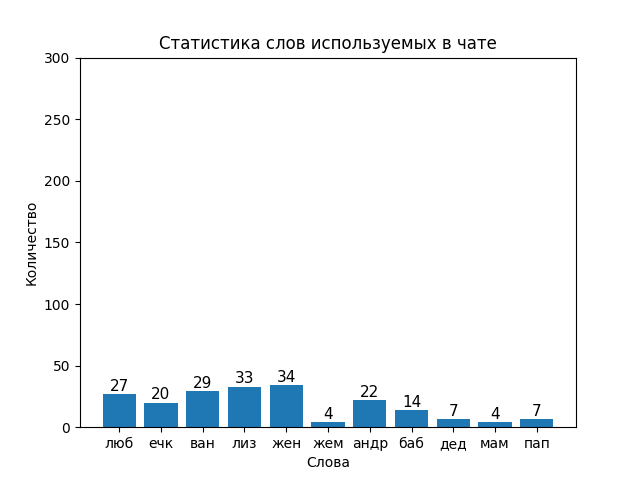 Статистика слов используемых в чате
300
250
200
150
100
50
0
Количество
27 20 29 33 34 4 22 14 7 4 7
люб ечк ван лиз жен жем андр баб дед мам пап
Слова